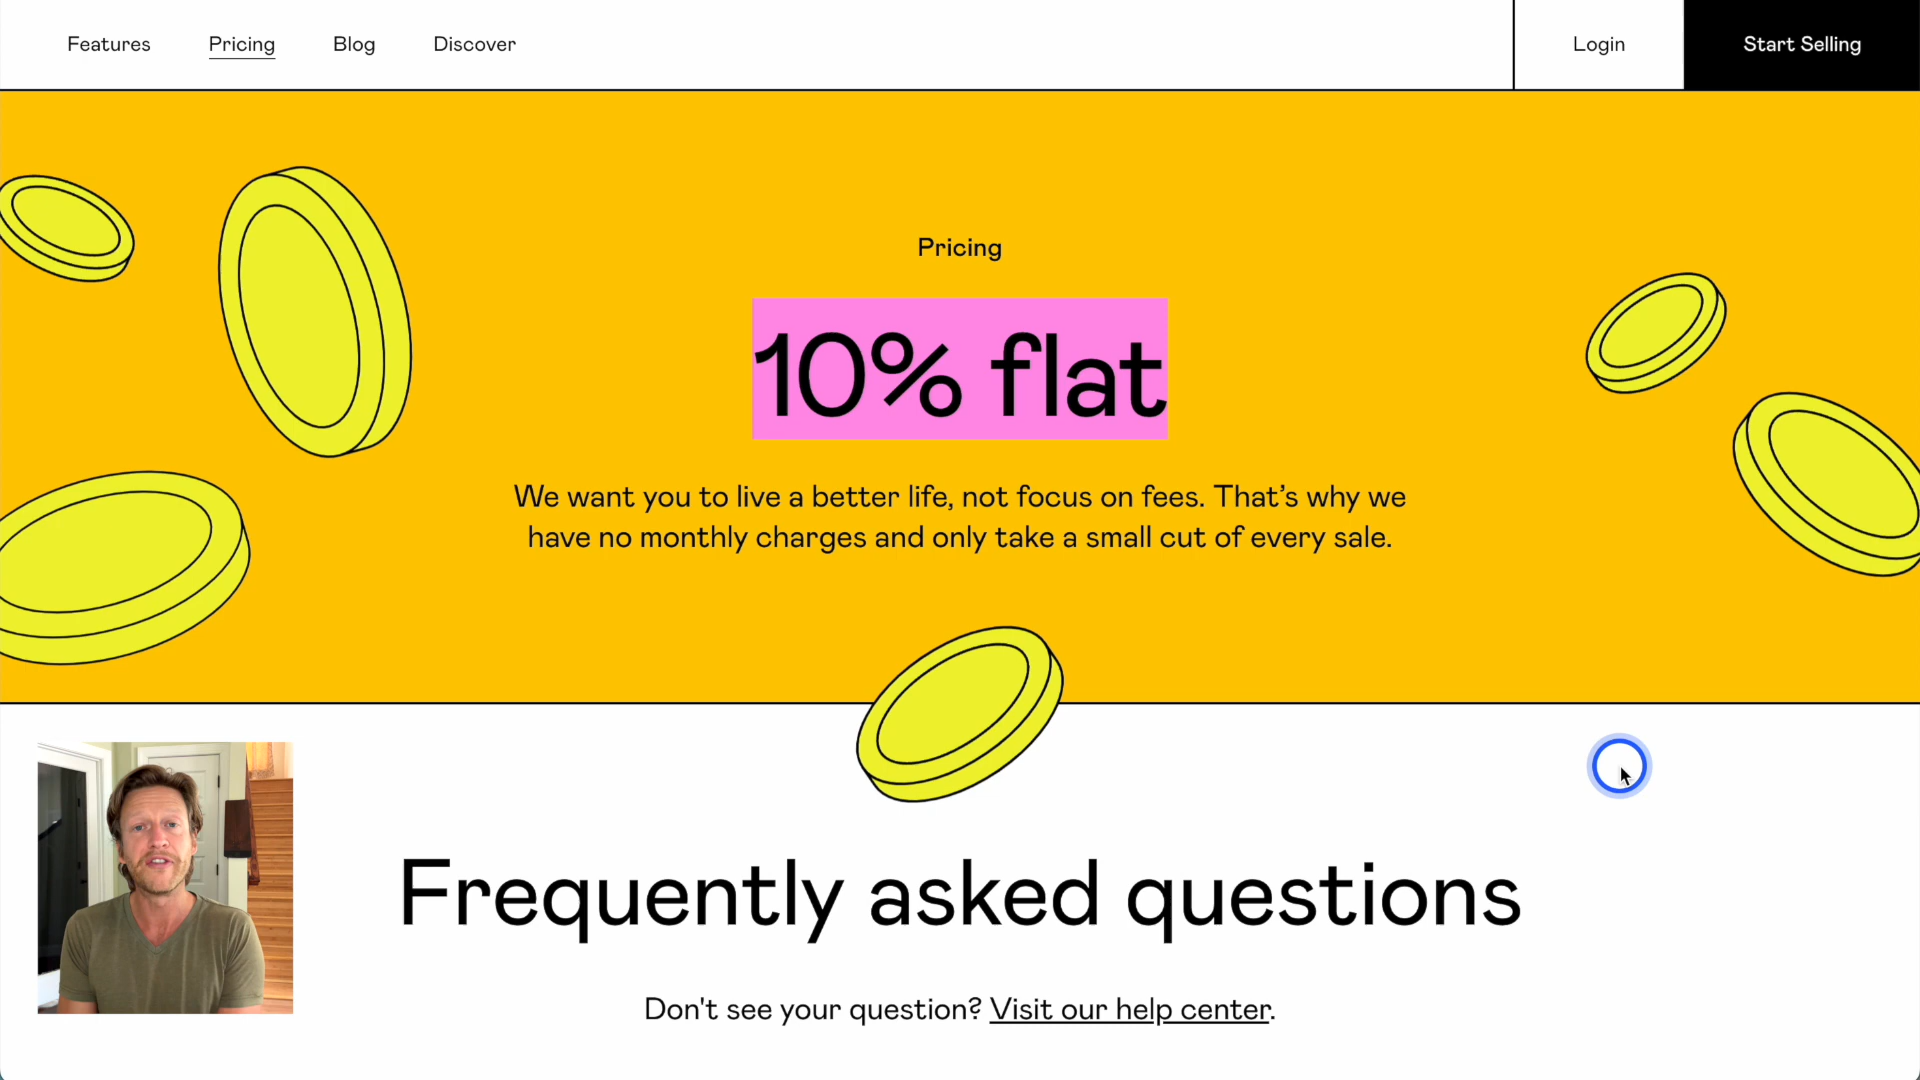 Features
Pricing
Blog
Discover
Login
Start Selling
Pricing
10% flat
We want you to live a better life, not focus on fees. That’s why we
have no monthly charges and only take a small cut of every sale.
Frequently asked questions
Don't see your question? Visit our help center.